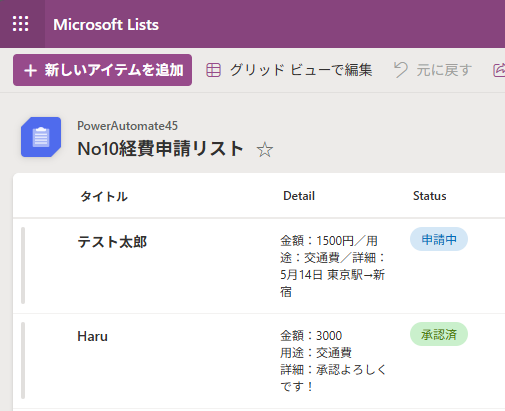 Microsoft Lists
新しいアイテムを追加 グリッド ビューで編集 元に戻す
PowerAutomate45
No10経費申請リスト
タイトル Detail Status
テスト太郎 金額：1500円／用 申請中
途：交通費／詳細：
5月14日 東京駅→新
宿
Haru 金額：3000 承認済
用途：交通費
詳細：承認よろしく
です！